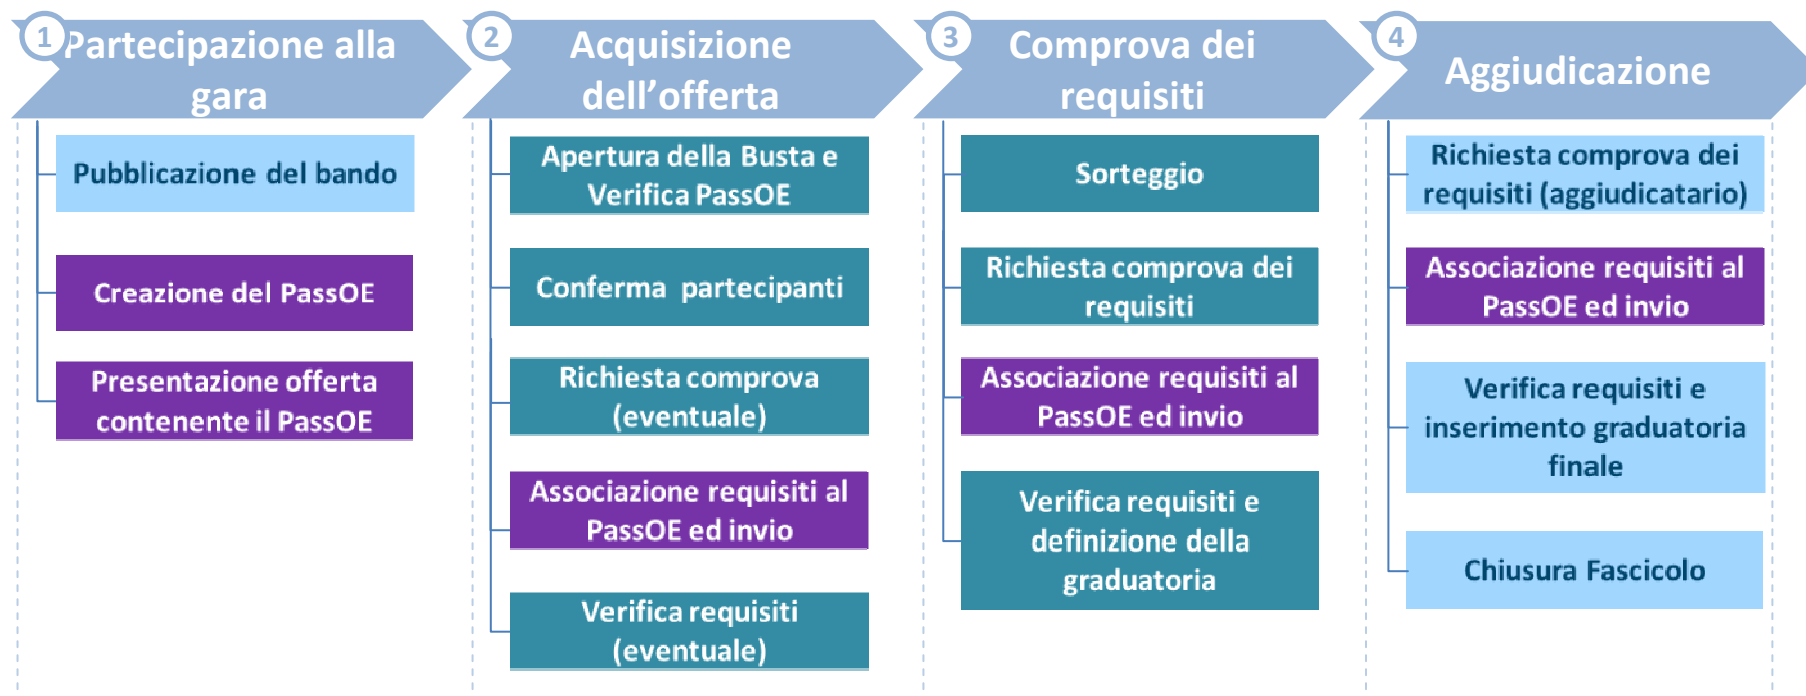 1
Partecipazione alla
gara
Pubblicazione del bando
Creazione del PassOE
Presentazione offerta
contenente il PassOE
2
Acquisizione
dell’offerta
Apertura della Busta e
Verifica PassOE
Conferma partecipanti
Richiesta comprova
(eventuale)
Associazione requisiti al
PassOE ed invio
Verifica requisiti
(eventuale)
3
Comprova dei
requisiti
Sorteggio
Richiesta comprova dei
requisiti
Associazione requisiti al
PassOE ed invio
Verifica requisiti e
definizione della
graduatoria
4
Aggiudicazione
Richiesta comprova dei
requisiti (aggiudicatario)
Associazione requisiti al
PassOE ed invio
Verifica requisiti e
inserimento graduatoria
finale
Chiusura Fascicolo